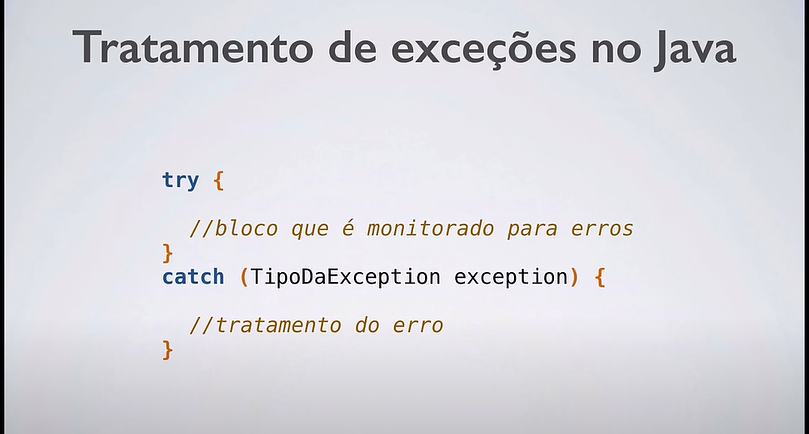 Tratamento de exceções no Java
try {
//bloco que é monitorado para erros
}
catch (TipoDaException exception) {
//tratamento do erro
}